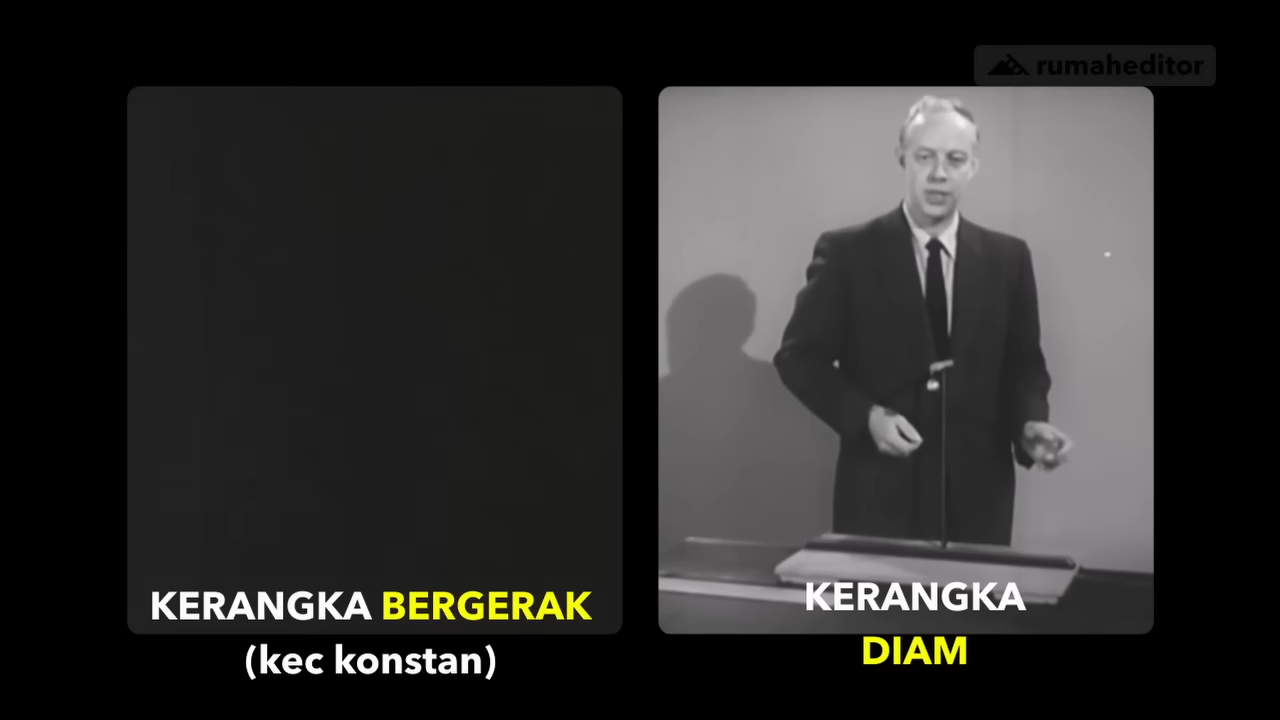 rumaheditor
KERANGKA BERGERAK
(kec konstan)
KERANGKA
DIAM